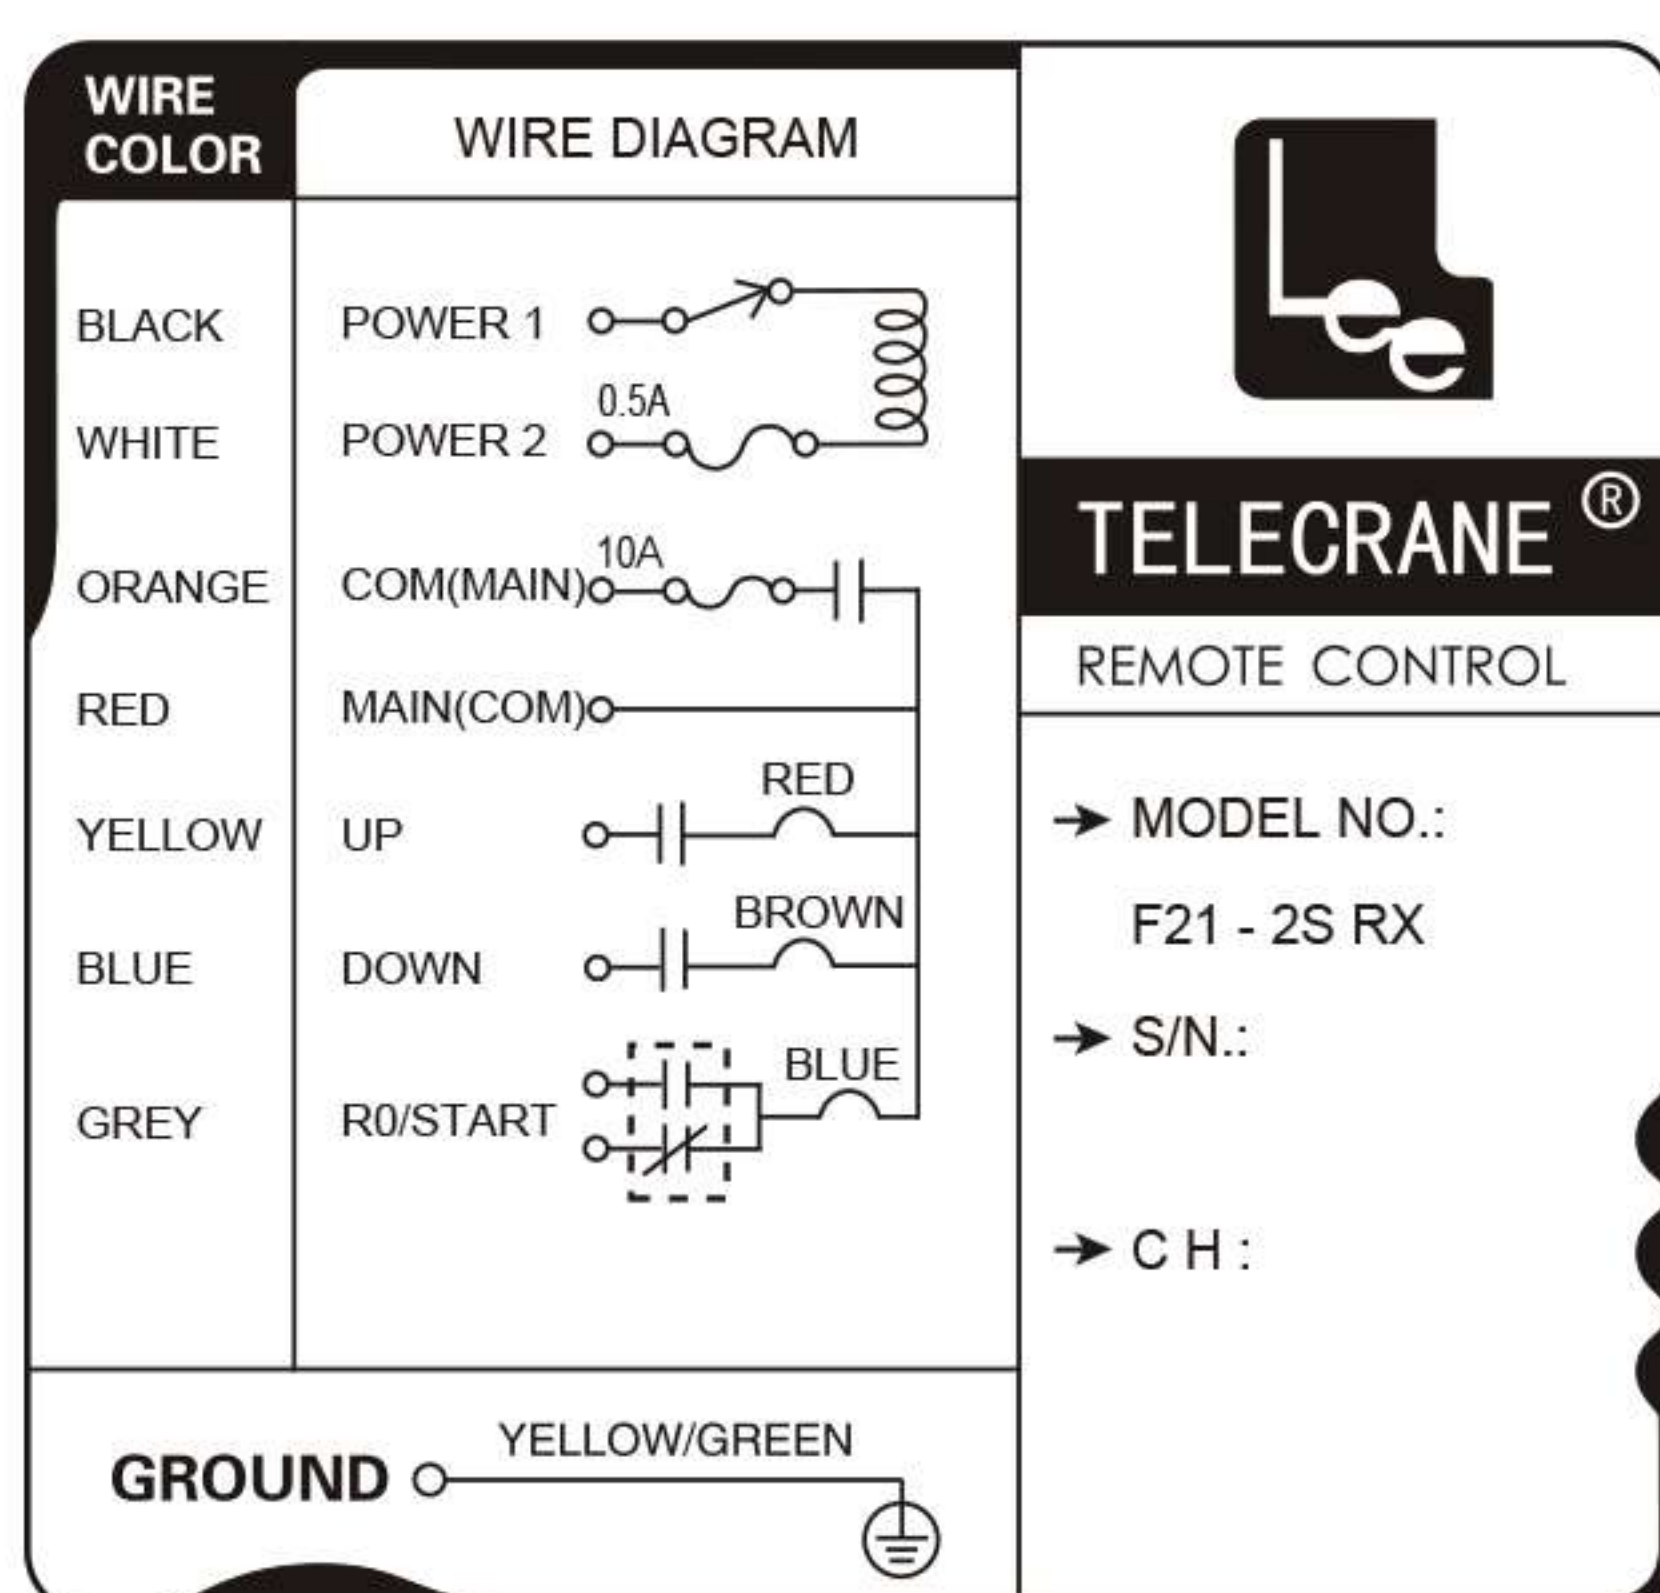 WIRE
COLOR
WIRE DIAGRAM
BLACK
POWER 1
WHITE
POWER 2
0.5A
ORANGE
COM(MAIN)
10A
RED
MAIN(COM)
YELLOW
UP
RED
BLUE
DOWN
BROWN
GREY
R0/START
BLUE
GROUND
YELLOW/GREEN
Lee
TELECRANE ®
REMOTE CONTROL
→ MODEL NO.:
F21 - 2S RX
→ S/N.:
→ C H :